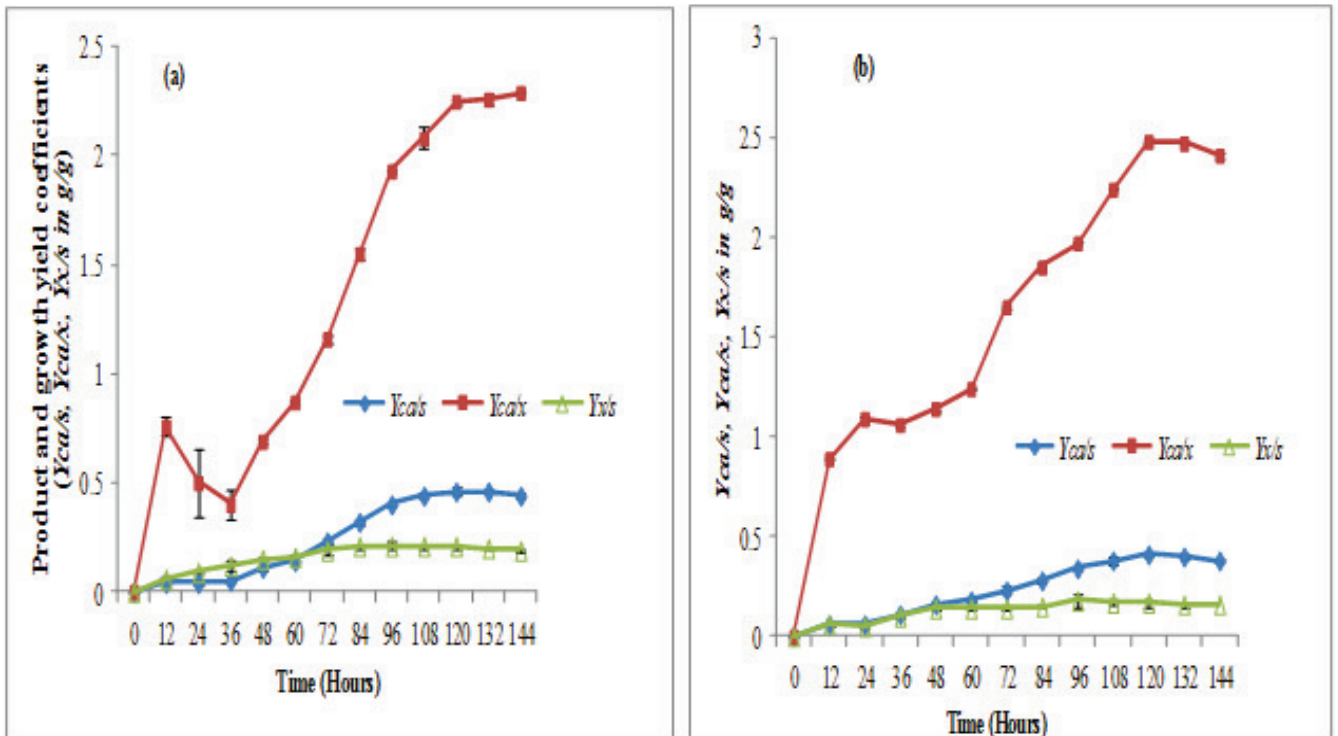 Product and growth yield coefficients
(Yca/s, Yca/x, Yx/s in g/g)
2.5
2
1.5
1
0.5
0
(a)
Yca/s Yca/x Yx/s
0 12 24 36 48 60 72 84 96 108 120 132 144
Time (Hours)
Yca/s, Yca/x, Yx/s in g/g
3
2.5
2
1.5
1
0.5
0
(b)
Yca/s Yca/x Yx/s
0 12 24 36 48 60 72 84 96 108 120 132 144
Time (Hours)